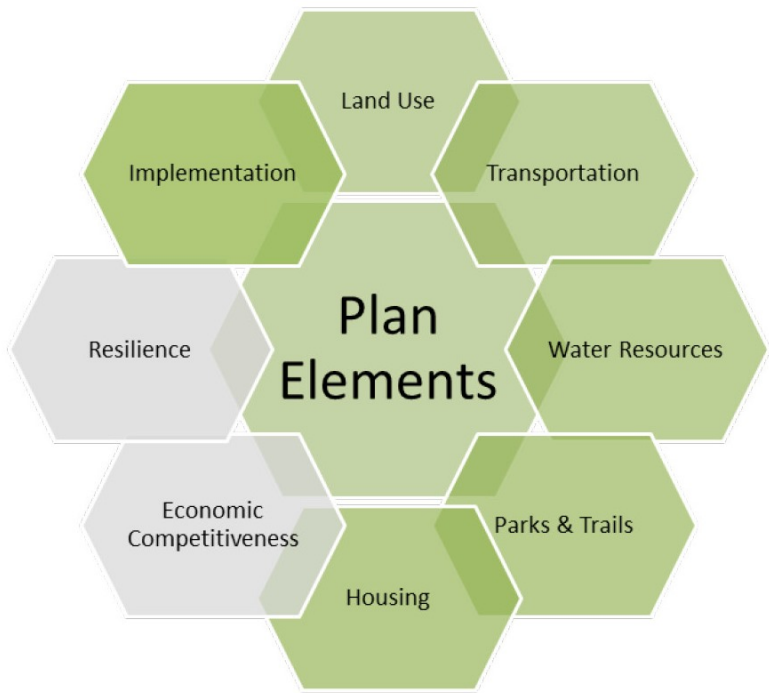 Land Use
Implementation
Transportation
Plan
Elements
Resilience
Water Resources
Economic
Competitiveness
Parks & Trails
Housing